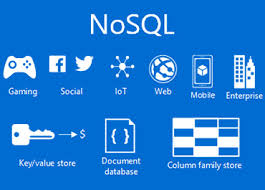 NoSQL
Gaming Social IoT Web Mobile Enterprise
$
{ }
Key/value store Document database Column family store